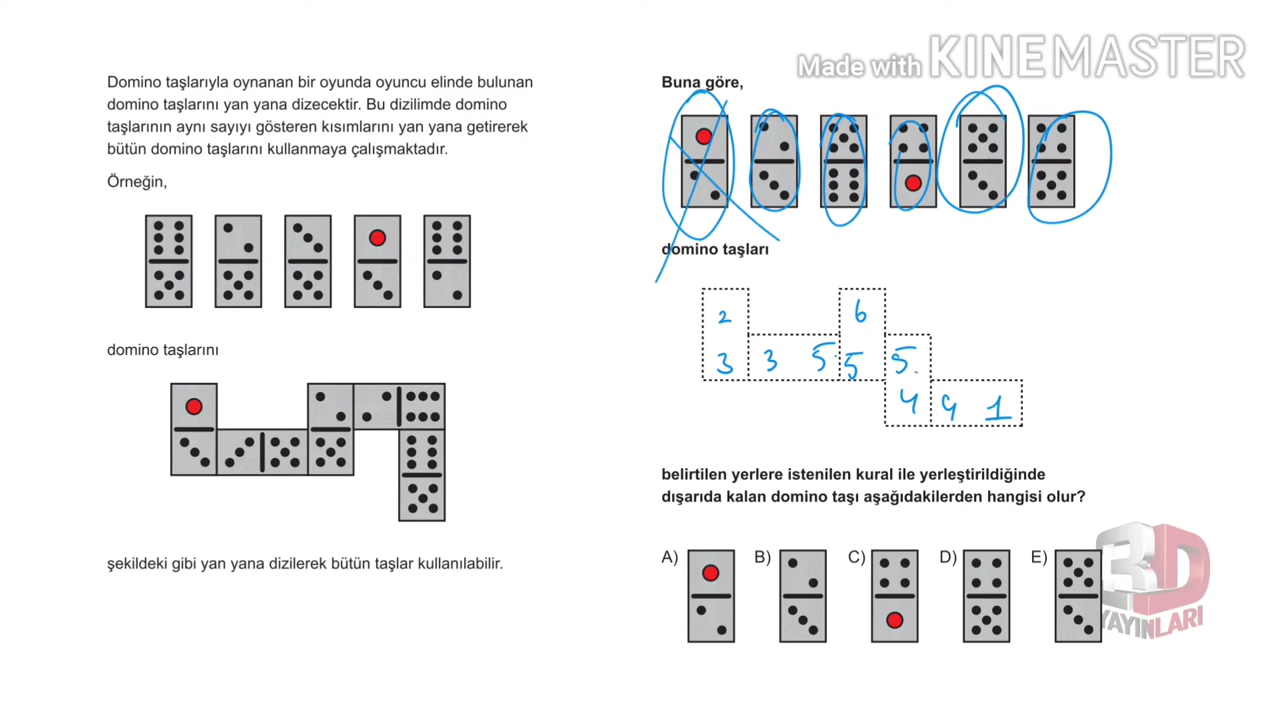 Made with KINEMASTER
Domino taşlarıyla oynanan bir oyunda oyuncu elinde bulunan
domino taşlarını yan yana dizecektir. Bu dizilimde domino
taşlarının aynı sayıyı gösteren kısımlarını yan yana getirerek
bütün domino taşlarını kullanmaya çalışmaktadır.
Örneğin,
domino taşlarını
şekildeki gibi yan yana dizilerek bütün taşlar kullanılabilir.
Buna göre,
domino taşları
2 6
3 3 5 5 5
4 4 1
belirtilen yerlere istenilen kural ile yerleştirildiğinde
dışarıda kalan domino taşı aşağıdakilerden hangisi olur?
A) B) C) D) E)
3D
YAYINLARI